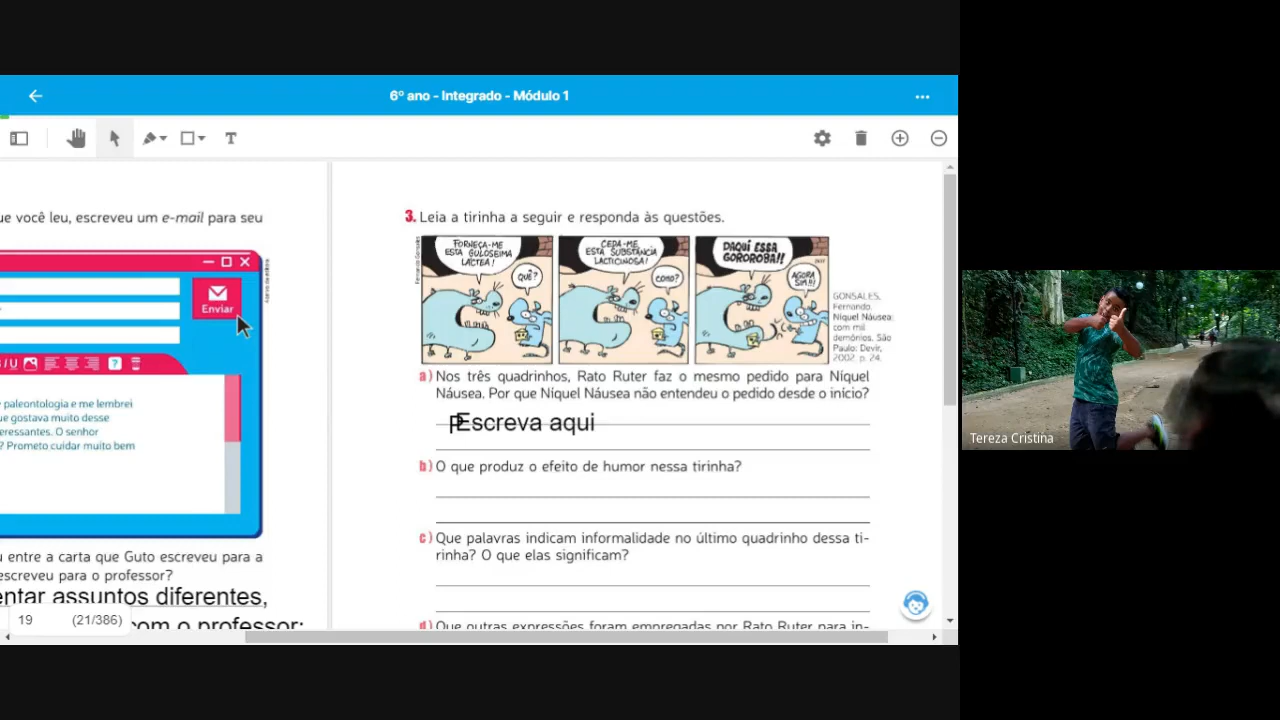 6º ano - Integrado - Módulo 1
T
ue você leu, escreveu um e-mail para seu
Enviar
I U
?
paleontologia e me lembrei
ue gostava muito desse
eressantes. O senhor
? Prometo cuidar muito bem
entre a carta que Guto escreveu para a
escreveu para o professor?
entar assuntos diferentes,
com o professor:
19 (21/386)
3. Leia a tirinha a seguir e responda às questões.
Fernando Gonsales
FORNEÇA-ME
ESTA GULOSEIMA
LÁCTEA!
QUÊ?
CEDA-ME
ESTA SUBSTÂNCIA
LACTICINOSA!
COMO?
DAQUI ESSA
GOROROBA!!
AGORA
SIM!!
GONSALES,
Fernando.
Níquel Náusea:
com mil
demônios. São
Paulo: Devir,
2002. p. 24.
a) Nos três quadrinhos, Rato Ruter faz o mesmo pedido para Níquel
Náusea. Por que Níquel Náusea não entendeu o pedido desde o início?
Escreva aqui
b) O que produz o efeito de humor nessa tirinha?
c) Que palavras indicam informalidade no último quadrinho dessa ti-
rinha? O que elas significam?
d) Que outras expressões foram empregadas por Rato Ruter para in-
Tereza Cristina